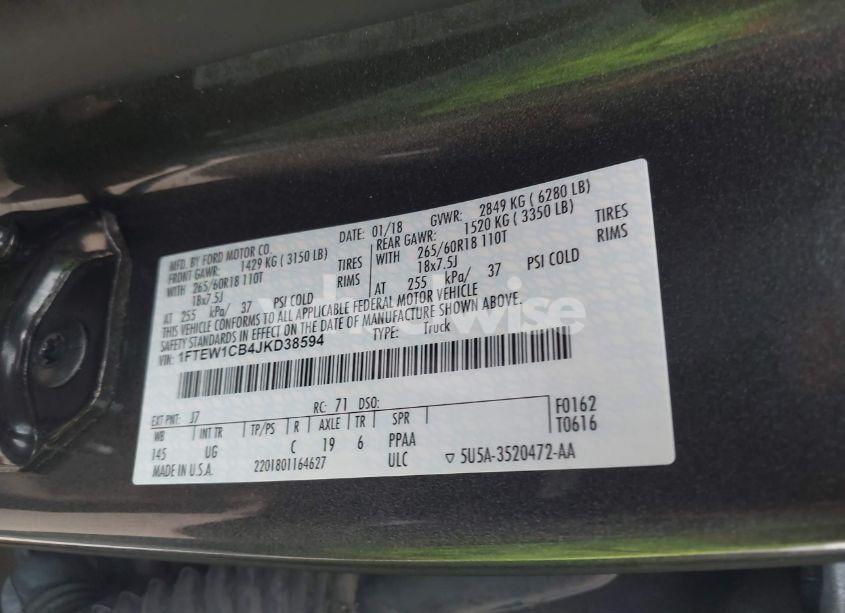 MFD. BY FORD MOTOR CO. DATE: 01/18 GVWR: 2849 KG ( 6280 LB)
FRONT GAWR: 1429 KG ( 3150 LB) REAR GAWR: 1520 KG ( 3350 LB)
WITH 265/60R18 110T TIRES WITH 265/60R18 110T TIRES
18x7.5J RIMS 18x7.5J RIMS
AT 255 kPa/ 37 PSI COLD AT 255 kPa/ 37 PSI COLD
THIS VEHICLE CONFORMS TO ALL APPLICABLE FEDERAL MOTOR VEHICLE
SAFETY STANDARDS IN EFFECT ON THE DATE OF MANUFACTURE SHOWN ABOVE.
VIN: 1FTEW1CB4JKD38594 TYPE: Truck
EXT PNT: J7 RC: 71 DSO: F0162
WB INT TR TP/PS R AXLE TR SPR T0616
145 UG C 19 6 PPAA
MADE IN U.S.A. 2201801164627 ULC ▽ 5U5A-3520472-AA